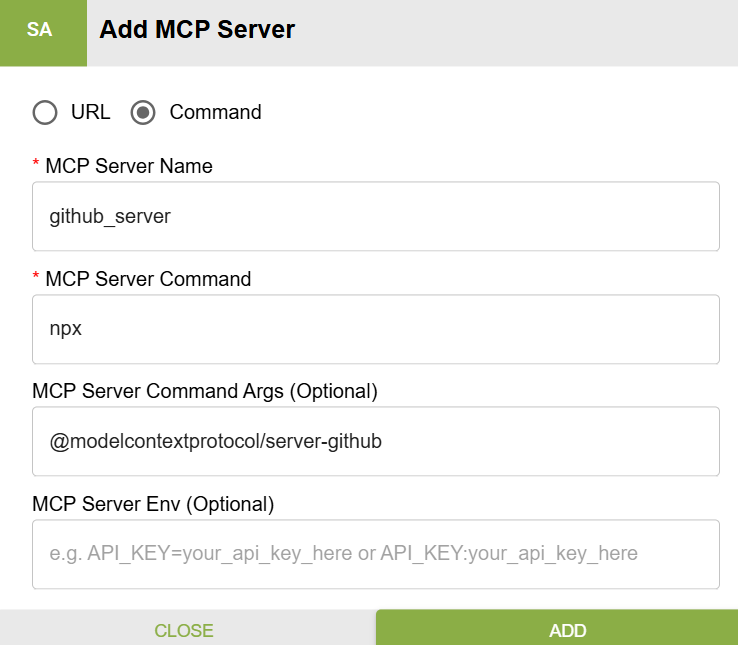 SA
Add MCP Server
URL
Command
* MCP Server Name
github_server
* MCP Server Command
npx
MCP Server Command Args (Optional)
@modelcontextprotocol/server-github
MCP Server Env (Optional)
e.g. API_KEY=your_api_key_here or API_KEY:your_api_key_here
CLOSE
ADD